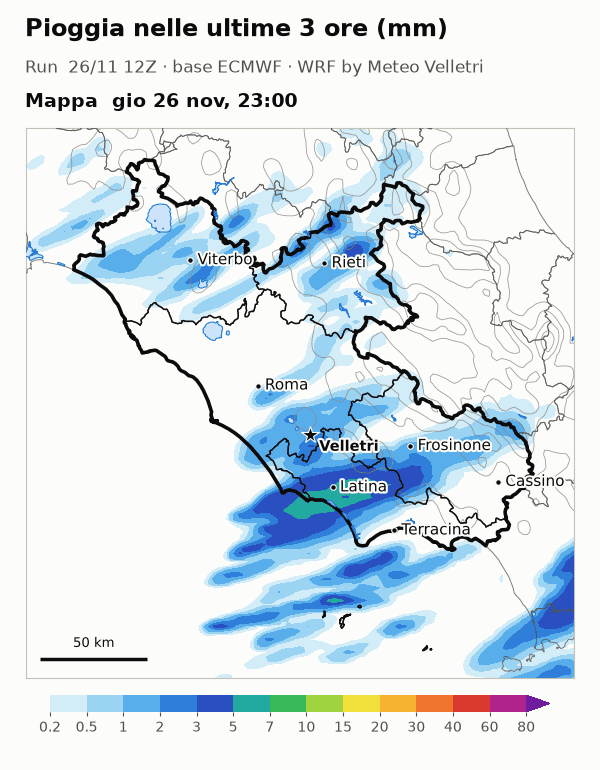 Pioggia nelle ultime 3 ore (mm)
Run  26/11 12Z · base ECMWF · WRF by Meteo Velletri
Mappa  gio 26 nov, 23:00
Viterbo
Rieti
Roma
Velletri
Frosinone
Latina
Cassino
Terracina
50 km
0.2 0.5 1 2 3 5 7 10 15 20 30 40 60 80